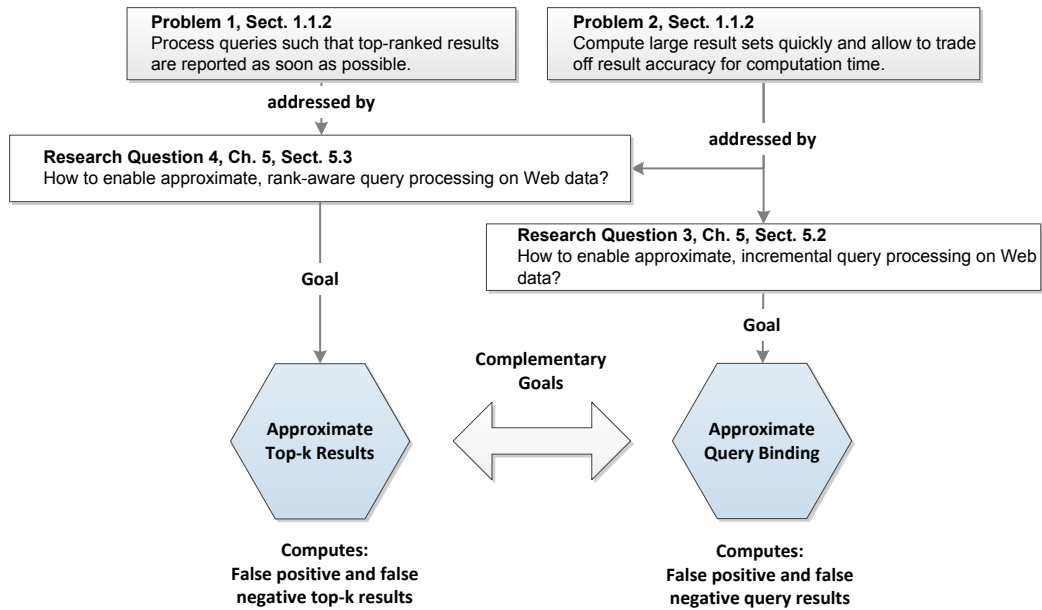 Problem 1, Sect. 1.1.2
Process queries such that top-ranked results
are reported as soon as possible.
Problem 2, Sect. 1.1.2
Compute large result sets quickly and allow to trade
off result accuracy for computation time.
addressed by
addressed by
Research Question 4, Ch. 5, Sect. 5.3
How to enable approximate, rank-aware query processing on Web data?
Research Question 3, Ch. 5, Sect. 5.2
How to enable approximate, incremental query processing on Web
data?
Goal
Goal
Complementary
Goals
Approximate
Top-k Results
Approximate
Query Binding
Computes:
False positive and false
negative top-k results
Computes:
False positive and false
negative query results